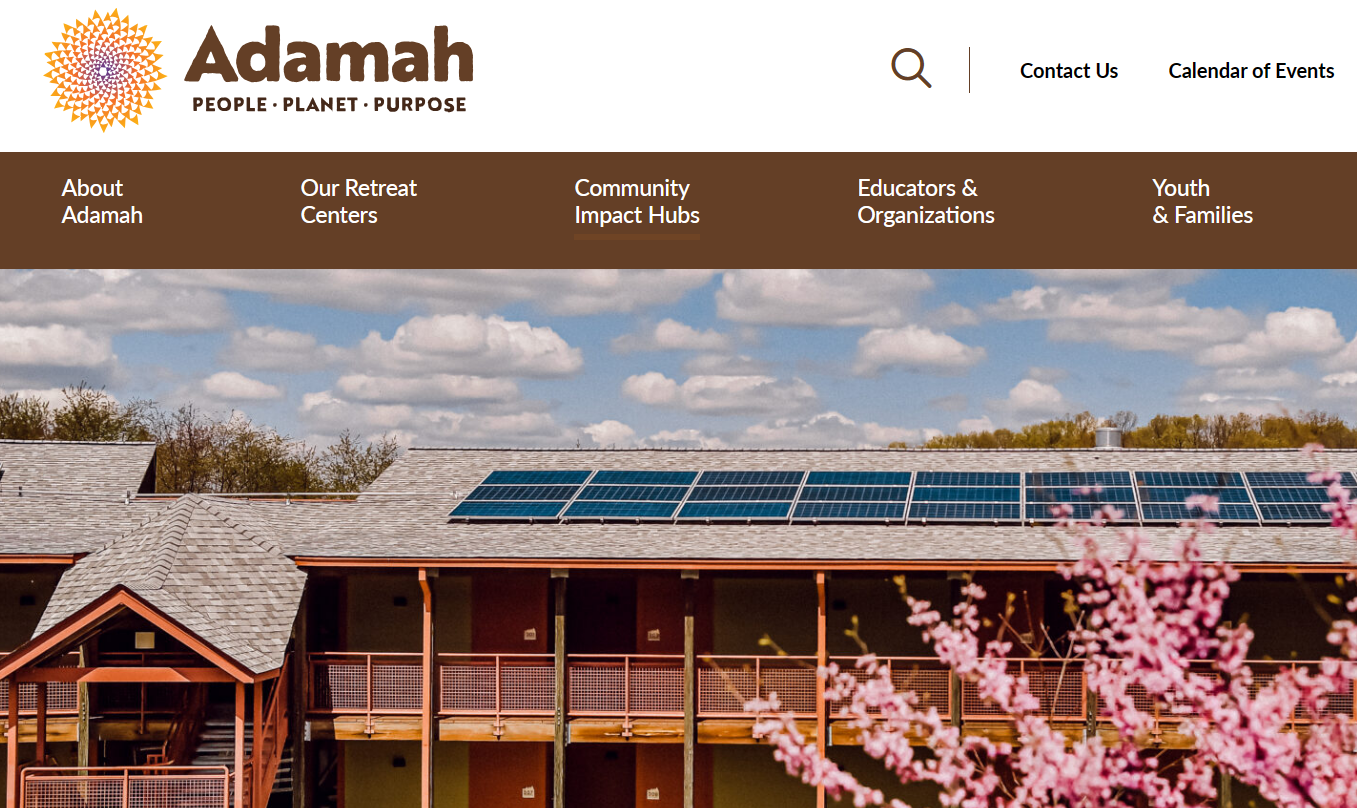 Adamah
PEOPLE · PLANET · PURPOSE
Contact Us
Calendar of Events
About
Adamah
Our Retreat
Centers
Community
Impact Hubs
Educators &
Organizations
Youth
& Families